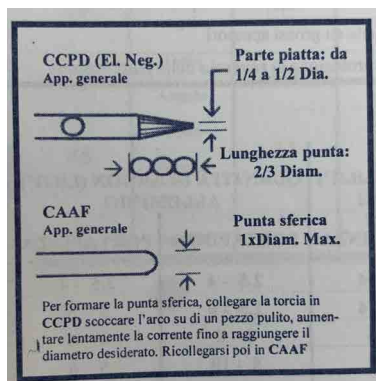 CCPD (El. Neg.)
App. generale
Parte piatta: da
1/4 a 1/2 Dia.
Lunghezza punta:
2/3 Diam.
CAAF
App. generale
Punta sferica
1xDiam. Max.
Per formare la punta sferica, collegare la torcia in
CCPD scoccare l'arco su di un pezzo pulito, aumen-
tare lentamente la corrente fino a raggiungere il
diametro desiderato. Ricollegarsi poi in CAAF